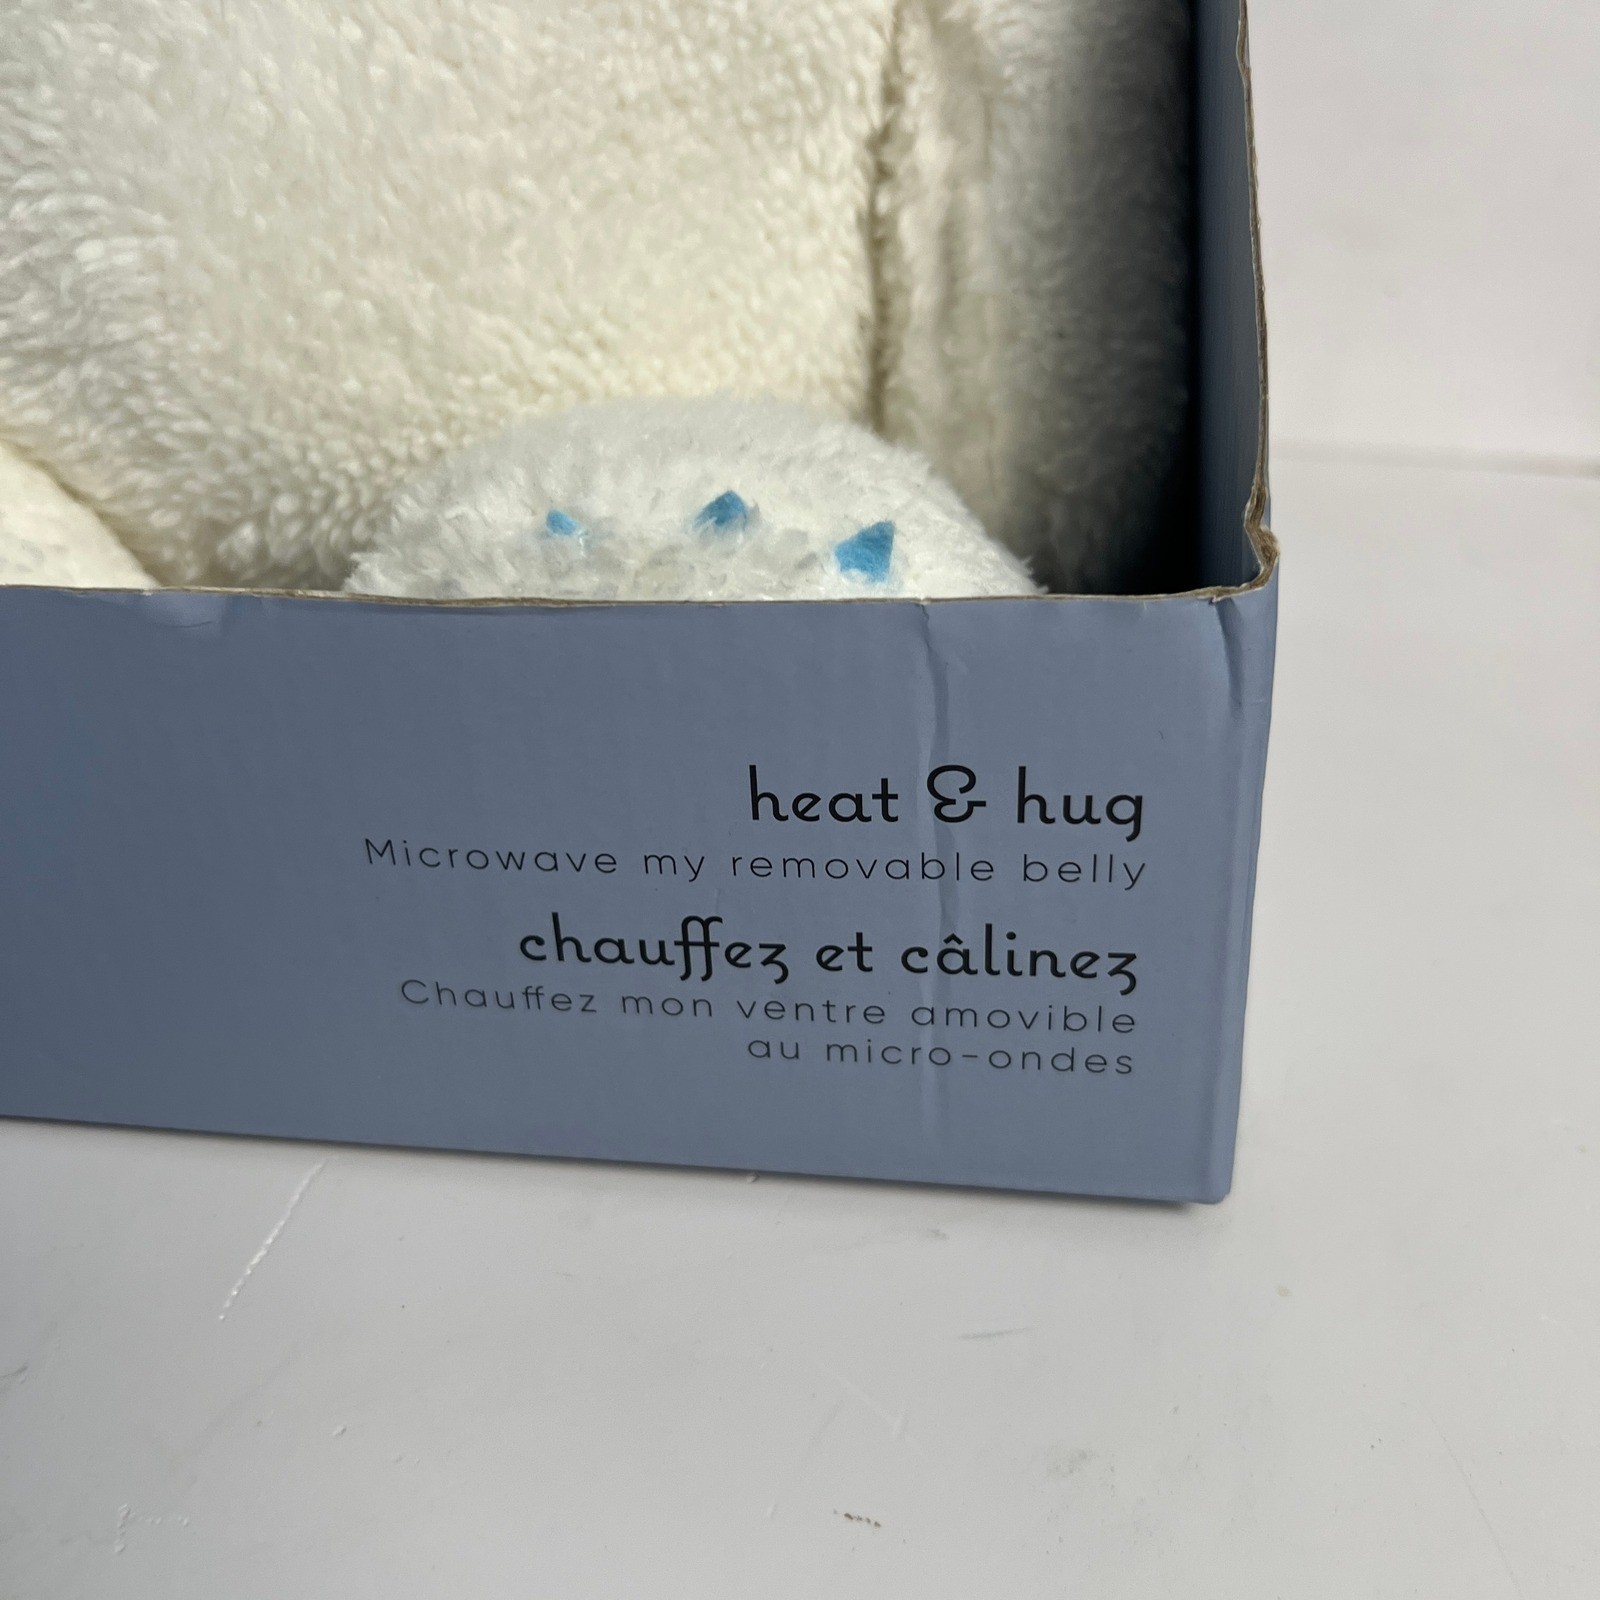 heat & hug
Microwave my removable belly
chauffez et câlinez
Chauffez mon ventre amovible
au micro-ondes